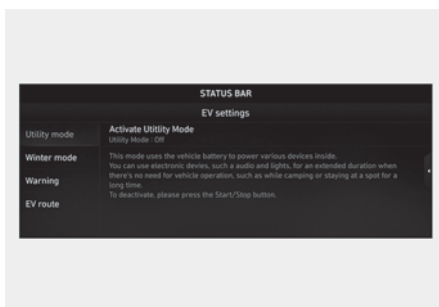 STATUS BAR
EV settings
Utility mode
Activate Utitlity Mode
Utility Mode : Off
Winter mode
This mode uses the vehicle battery to power various devices inside.
You can use electronic devies, such a audio and lights, for an extended duration when
there's no need for vehicle operation, such as while camping or staying at a spot for a
long time.
To deactivate, please press the Start/Stop button.
Warning
EV route